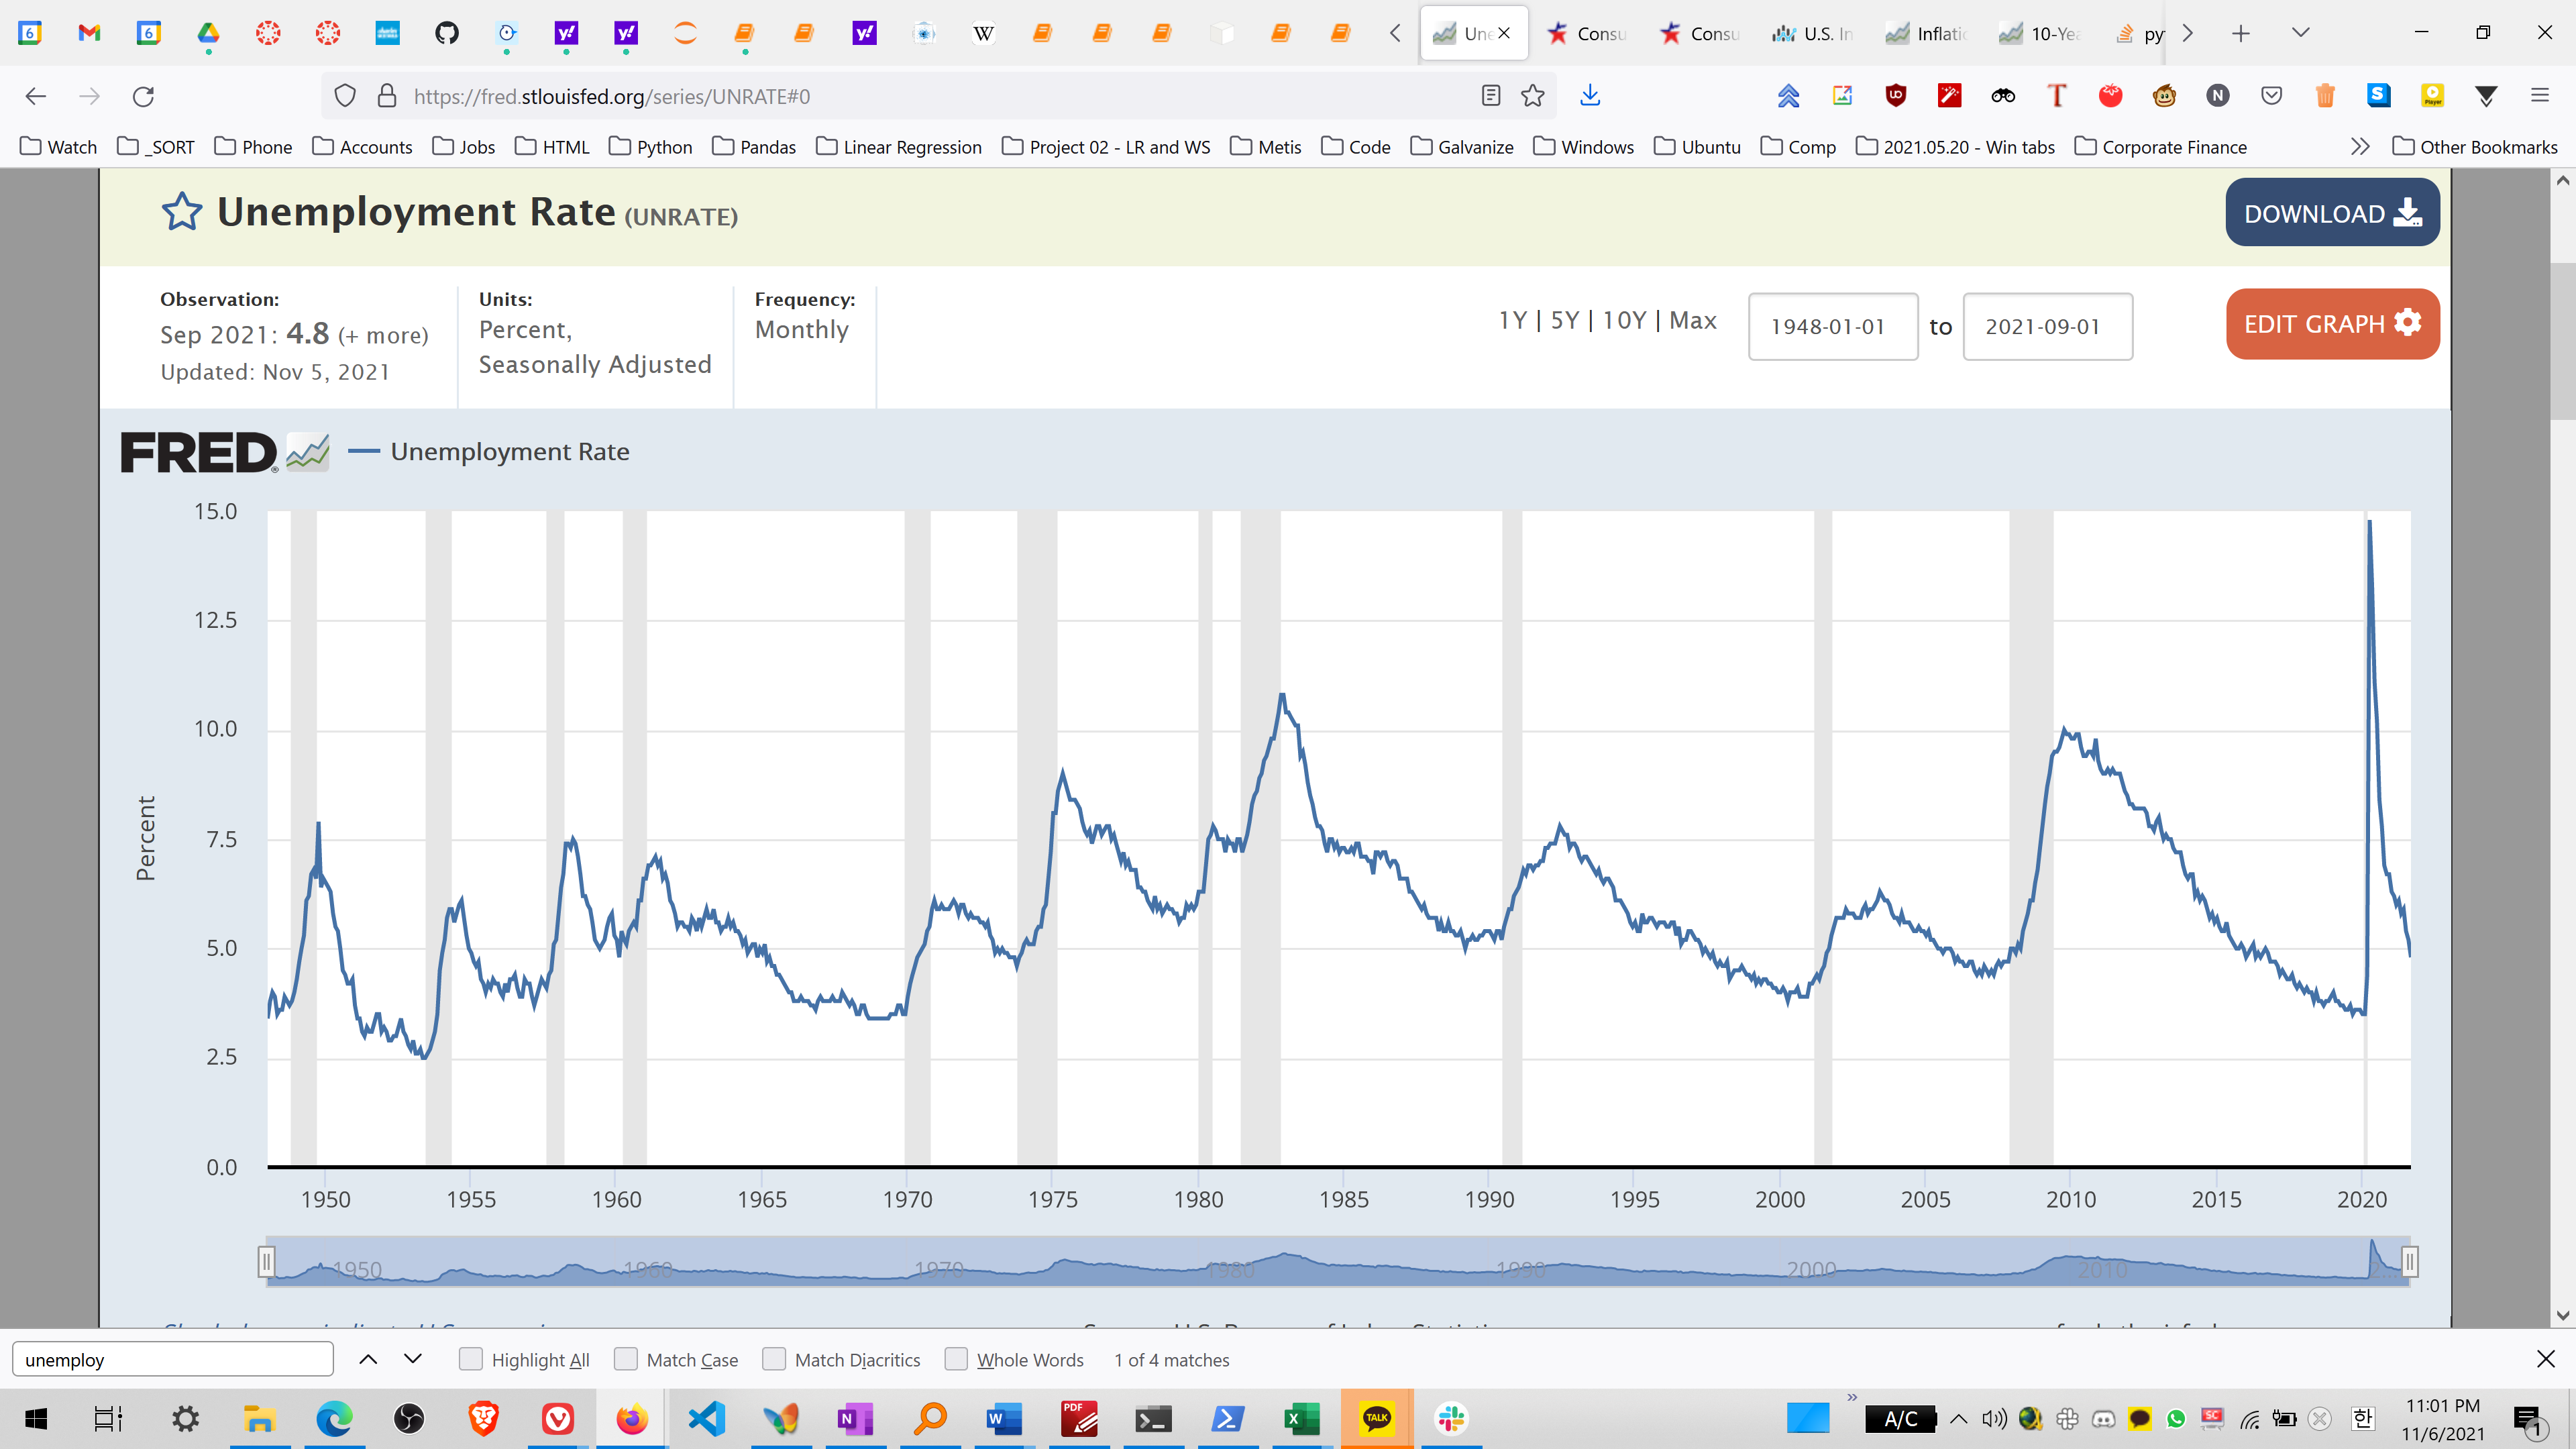 Une
Consu
Consu
U.S. In
Inflatio
10-Yea
py
https://fred.stlouisfed.org/series/UNRATE#0
Watch
_SORT
Phone
Accounts
Jobs
HTML
Python
Pandas
Linear Regression
Project 02 - LR and WS
Metis
Code
Galvanize
Windows
Ubuntu
Comp
2021.05.20 - Win tabs
Corporate Finance
Other Bookmarks
Unemployment Rate (UNRATE)
DOWNLOAD
Observation:
Sep 2021: 4.8 (+ more)
Updated: Nov 5, 2021
Units:
Percent,
Seasonally Adjusted
Frequency:
Monthly
1Y | 5Y | 10Y | Max
1948-01-01 to 2021-09-01
EDIT GRAPH
FRED® — Unemployment Rate
15.0
12.5
10.0
7.5
5.0
2.5
0.0
Percent
1950 1955 1960 1965 1970 1975 1980 1985 1990 1995 2000 2005 2010 2015 2020
1950 1960 1970 1980 1990 2000 2010
unemploy
Highlight All
Match Case
Match Diacritics
Whole Words
1 of 4 matches
A/C
한
11:01 PM
11/6/2021
1